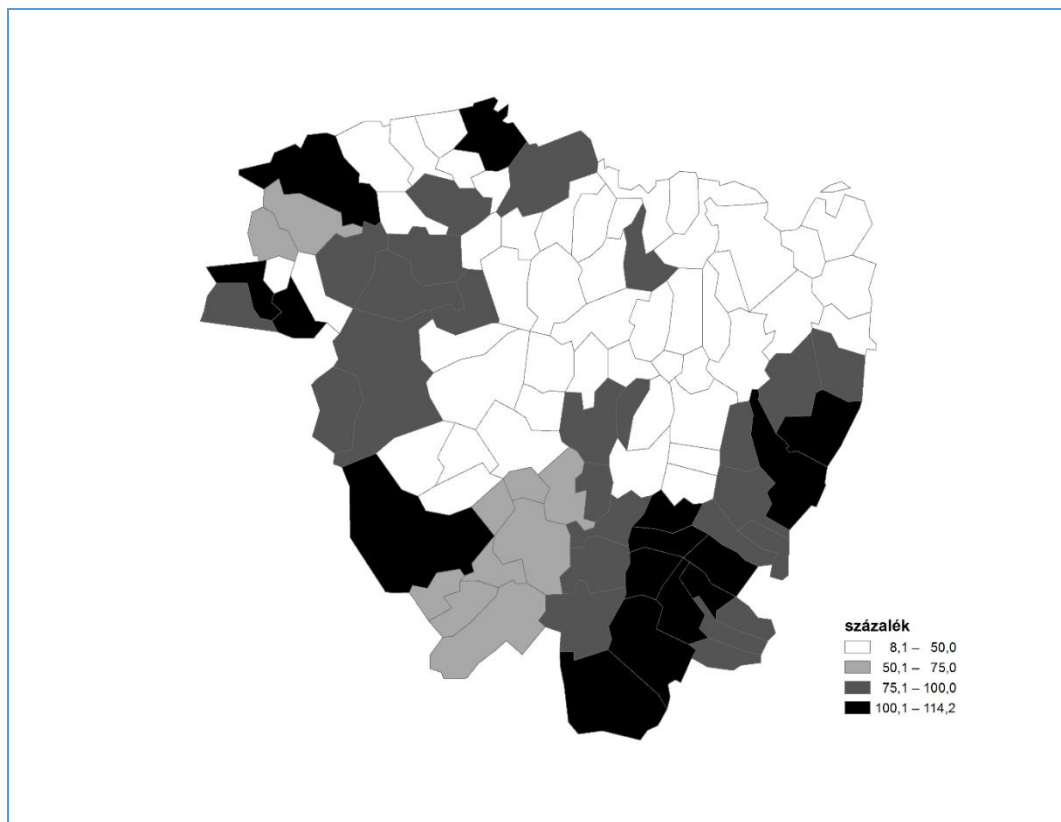 százalék
8,1 – 50,0
50,1 – 75,0
75,1 – 100,0
100,1 – 114,2